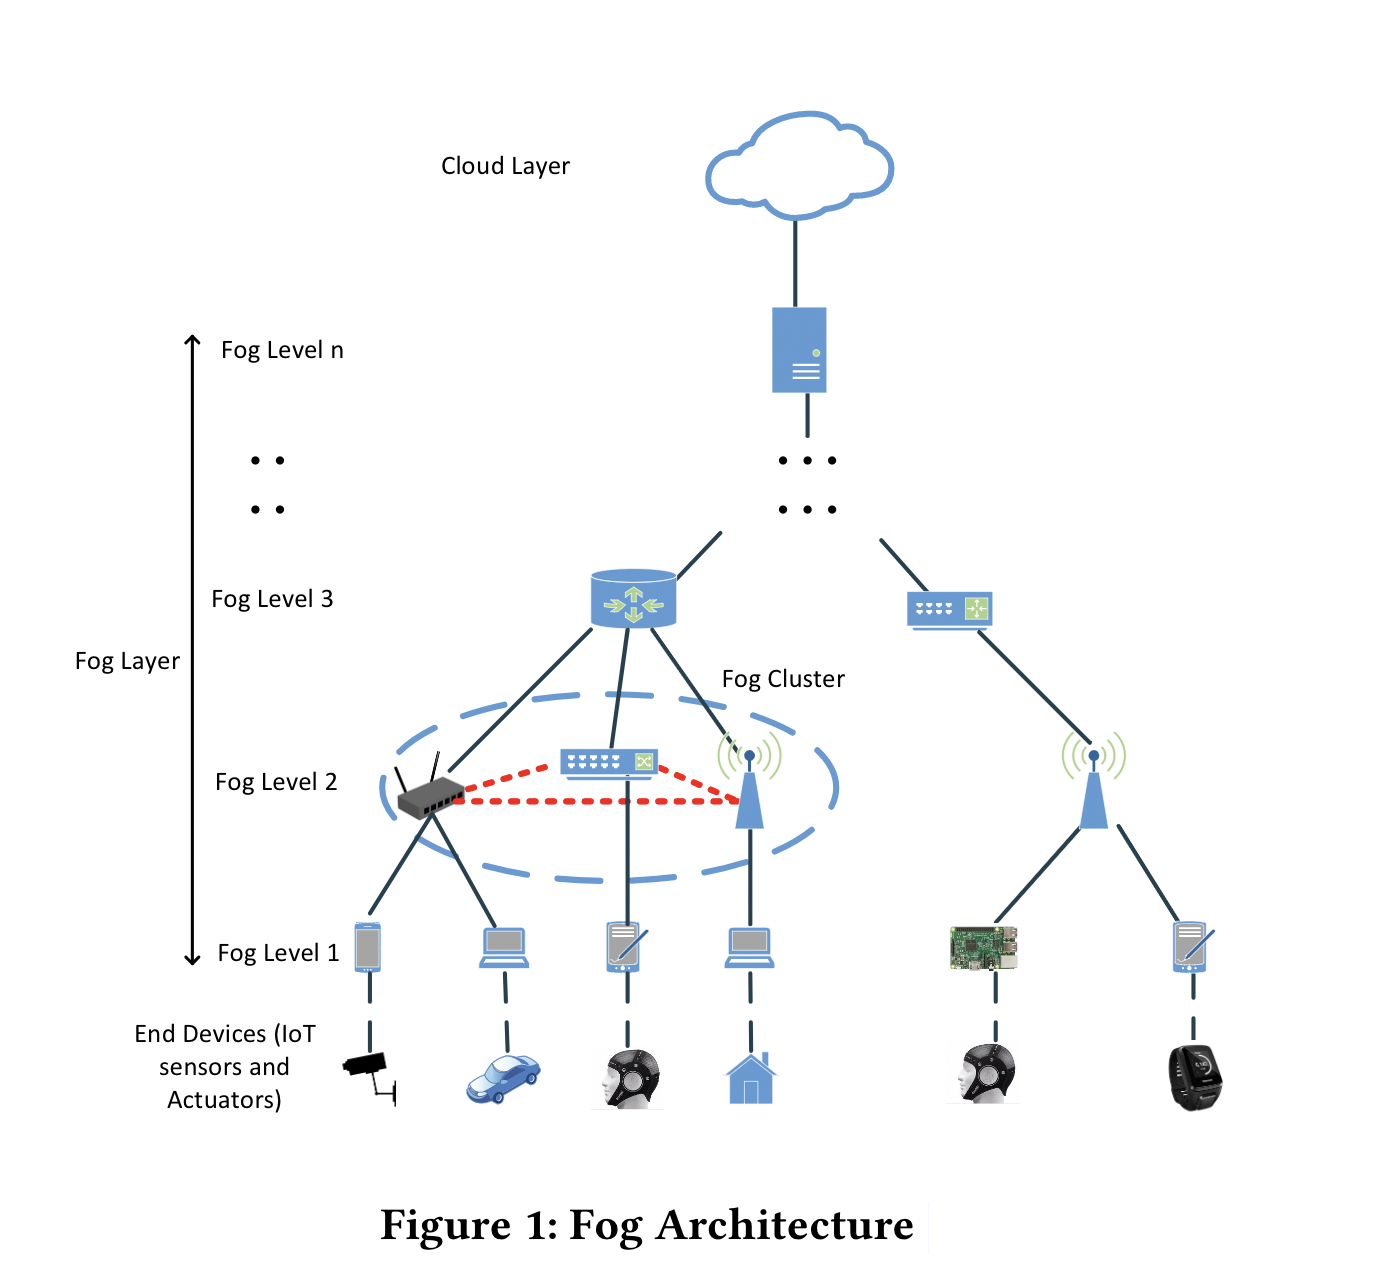 Cloud Layer
Fog Level n
Fog Level 3
Fog Layer
Fog Cluster
Fog Level 2
Fog Level 1
End Devices (IoT
sensors and
Actuators)
Figure 1: Fog Architecture